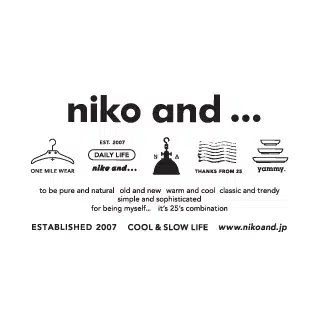 niko and ...
EST. 2007
DAILY LIFE
niko and...
N A
ONE MILE WEAR
THANKS FROM 25
yammy.
to be pure and natural old and new warm and cool classic and trendy
simple and sophisticated
for being myself... it's 25's combination
ESTABLISHED 2007 COOL & SLOW LIFE www.nikoand.jp